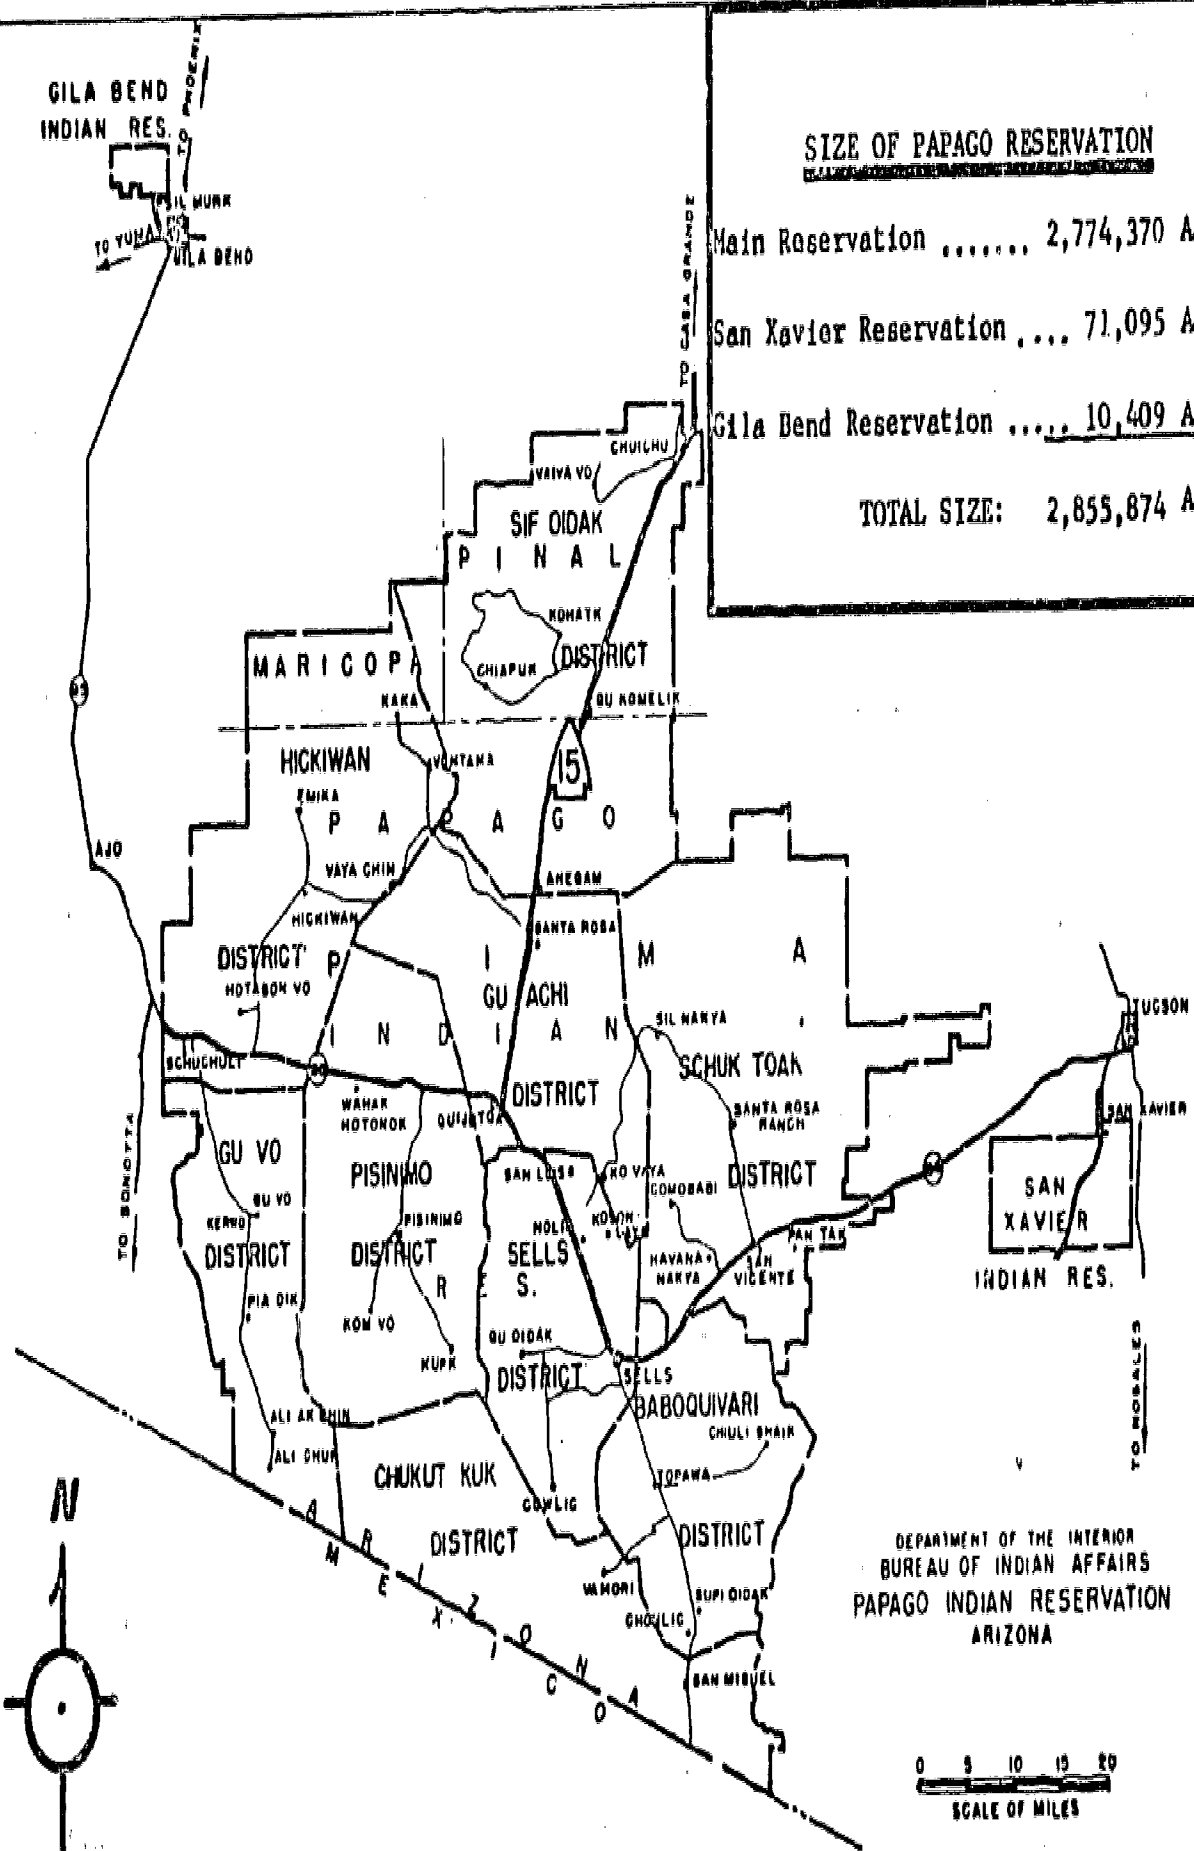 GILA BEND
INDIAN RES.
TO PHOENIX
TO YUMA
GILA BEND
SIZE OF PAPAGO RESERVATION
Main Reservation ....... 2,774,370 A
San Xavier Reservation .... 71,095 A
Gila Bend Reservation ..... 10,409 A
TOTAL SIZE: 2,855,874 A
TO CASA GRANDE
CHUICHU
VAIVA VO
SIF OIDAK
PINAL
KOHATK
CHIAPUK
DISTRICT
MARICOPA
KAKA
GU KOMELIK
HICKIWAN
VENTANA
15
EMIKA
PAPAGO
AJO
VAYA CHIN
ANEGAM
HICKIWAN
SANTA ROSA
DISTRICT
PIMA
HOTASON VO
GU ACHI
INDIAN
SIL NAKYA
TUCSON
SCHUCHULI
SCHUK TOAK
WAHAK
HOTONOK
QUIJOTOA
DISTRICT
SANTA ROSA
RANCH
SAN XAVIER
GU VO
PISINIMO
SAN LUIS
KO VAYA
COMOBABI
DISTRICT
SAN
XAVIER
INDIAN RES.
GU VO
KERWO
PISINIMO
NOLI
DISTRICT
DISTRICT
SELLS
RES.
HAVANA
NAKYA
SAN
VICENTE
PAN TAK
TO SONOITA
PIA OIK
KOM VO
KUPK
GU OIDAK
DISTRICT
SELLS
BABOQUIVARI
CHIULI SHAIK
TO NOGALES
ALI AK CHIN
ALI CHUK
CHUKUT KUK
DISTRICT
TOPAWA
COWLIC
DISTRICT
VAMORI
SUPI OIDAK
CHOULIC
SAN MIGUEL
ARIZONA
MEXICO
N
DEPARTMENT OF THE INTERIOR
BUREAU OF INDIAN AFFAIRS
PAPAGO INDIAN RESERVATION
ARIZONA
0 5 10 15 20
SCALE OF MILES